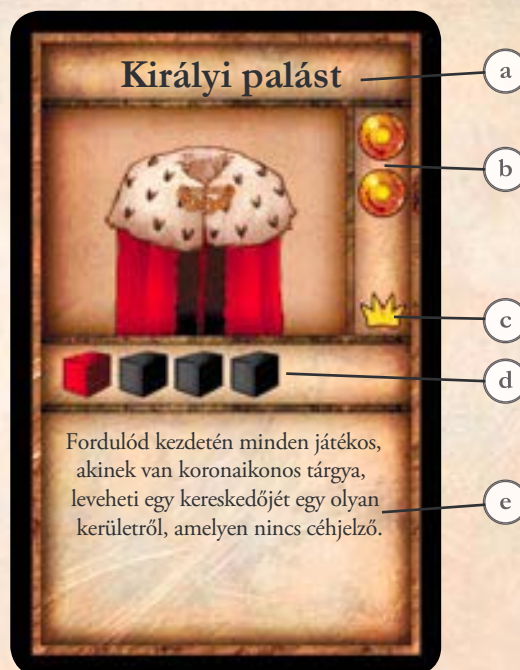 Királyi palást
a
b
c
d
Fordulód kezdetén minden játékos,
akinek van koronaikonos tárgya,
leveheti egy kereskedőjét egy olyan
kerületről, amelyen nincs céhjelző.
e